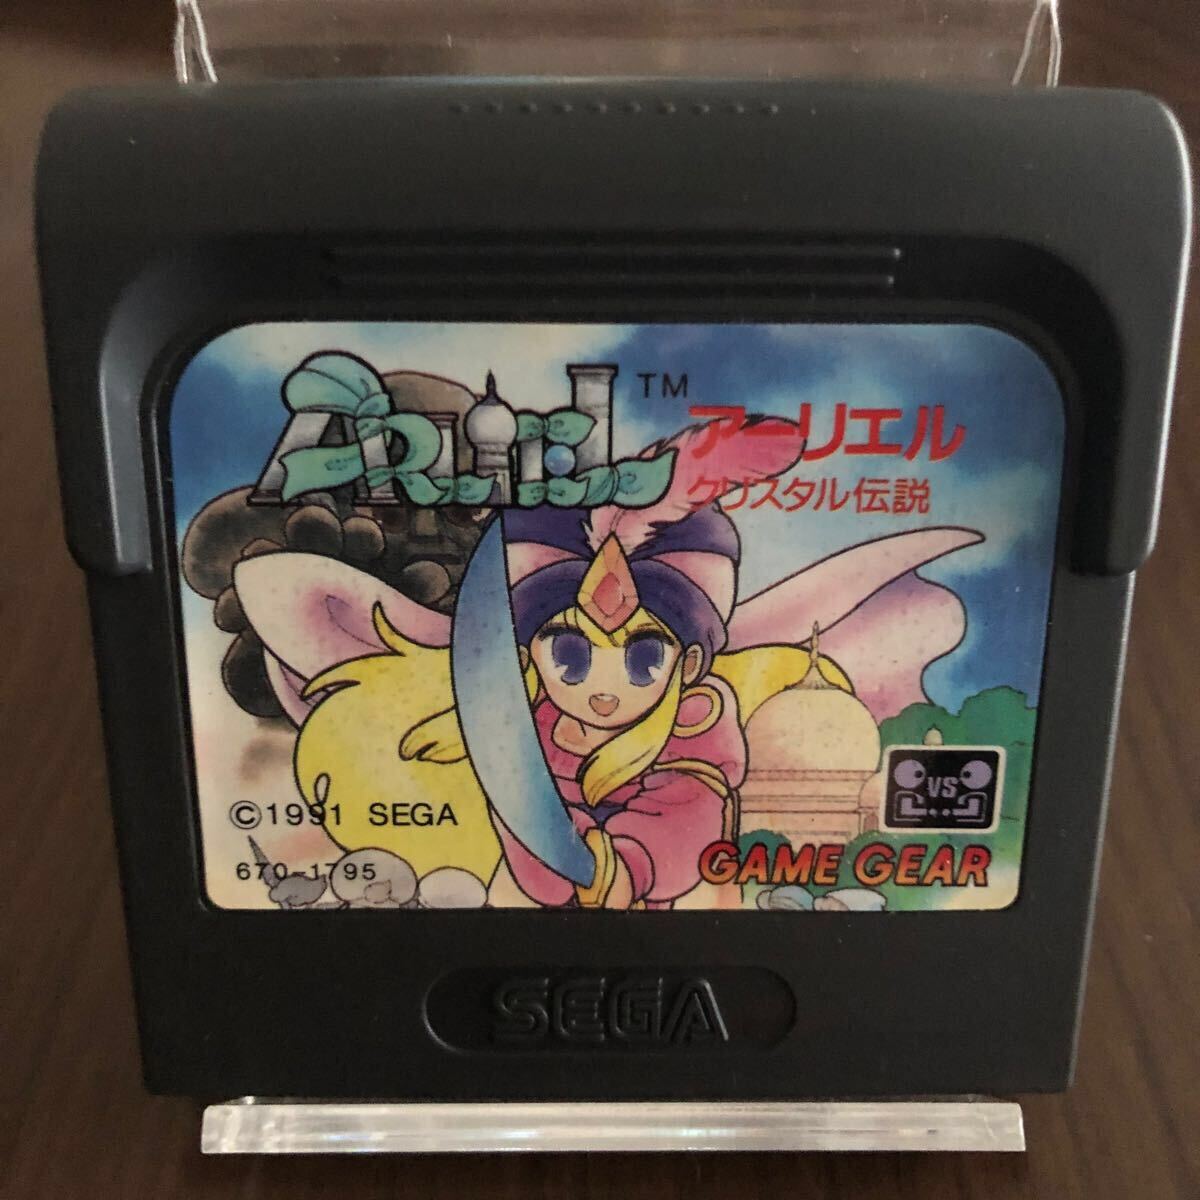 ARIEL
TM
アーリエル
クリスタル伝説
VS
©1991 SEGA
670-1795
GAME GEAR
SEGA